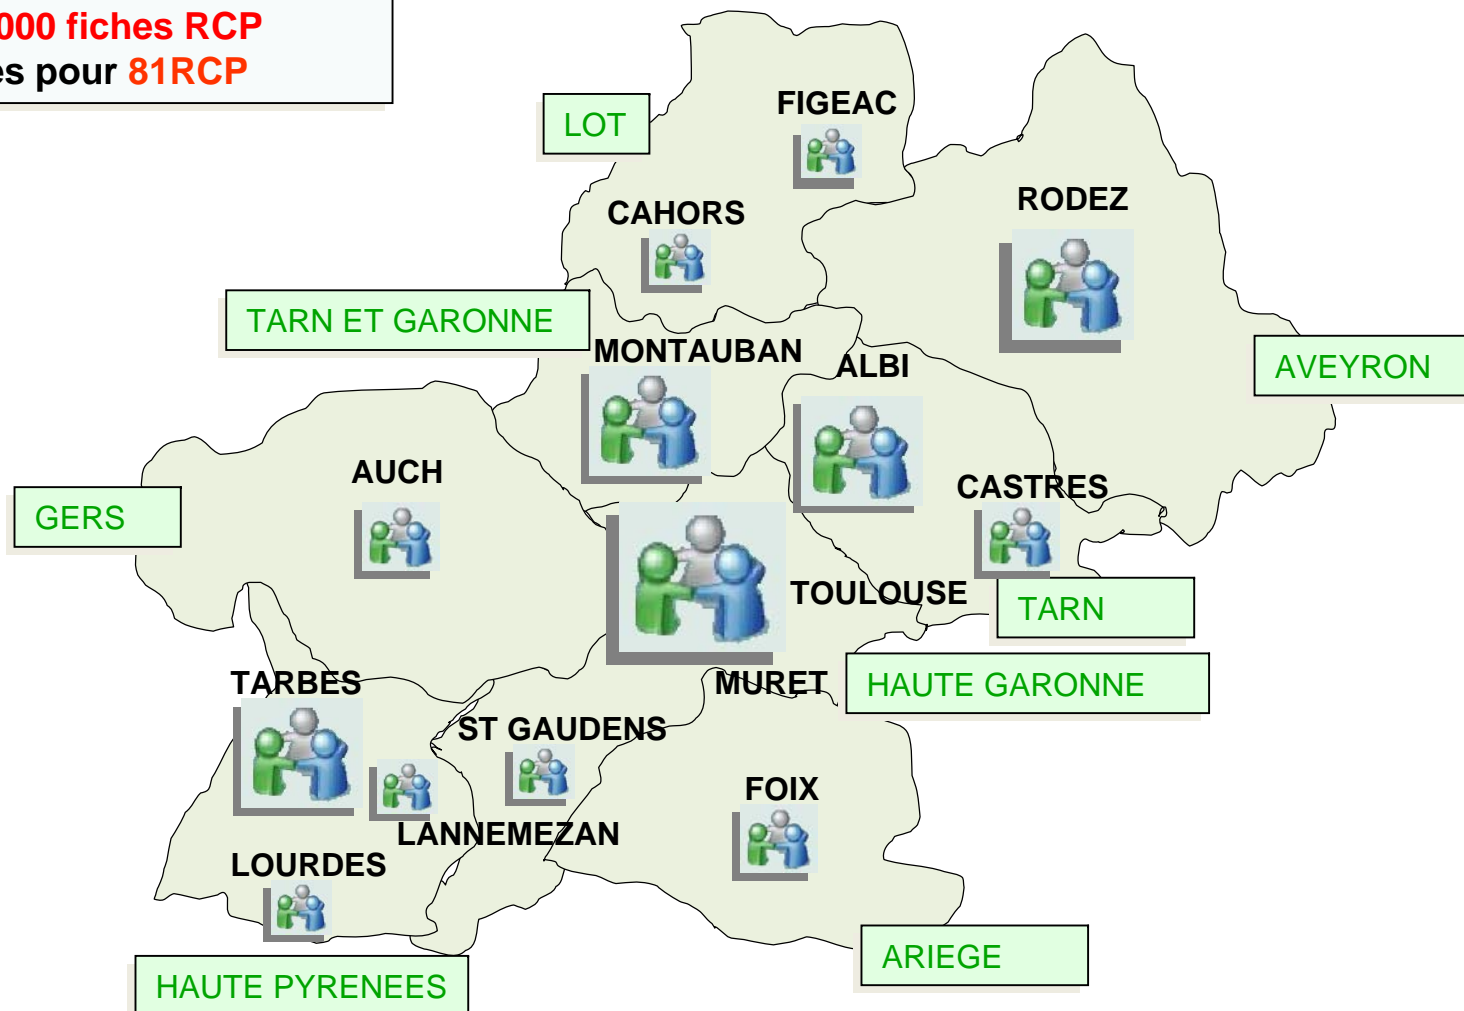 000 fiches RCP
es pour 81RCP
FIGEAC
LOT
RODEZ
CAHORS
TARN ET GARONNE
MONTAUBAN
ALBI
AVEYRON
AUCH
CASTRES
GERS
TOULOUSE
TARN
TARBES
MURET
HAUTE GARONNE
ST GAUDENS
FOIX
LANNEMEZAN
LOURDES
ARIEGE
HAUTE PYRENEES